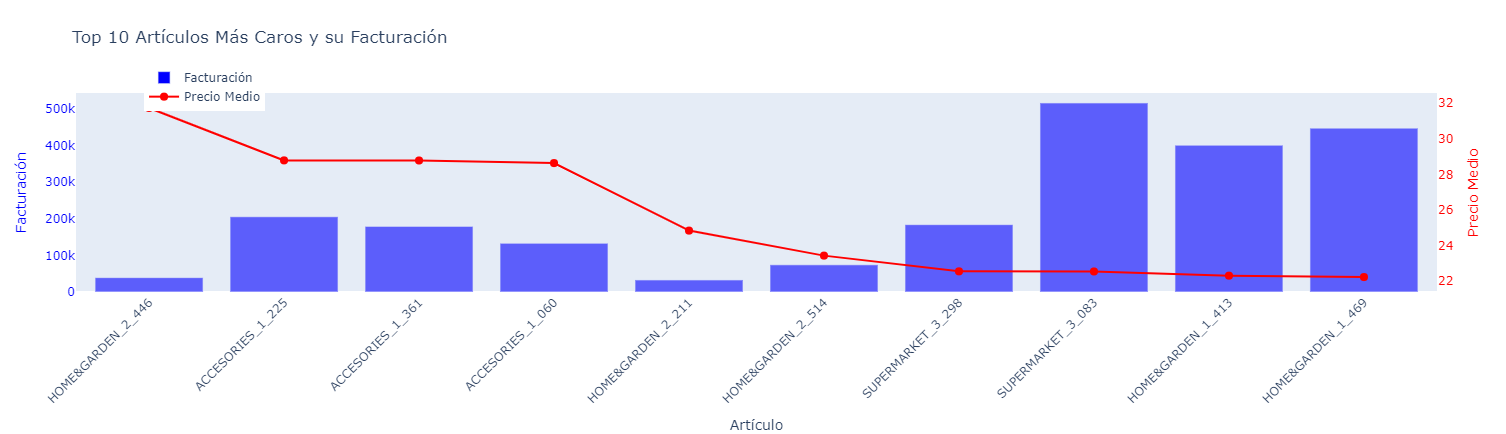 Top 10 Artículos Más Caros y su Facturación
Facturación
Precio Medio
500k
400k
300k
200k
100k
0
Facturación
32
30
28
26
24
22
Precio Medio
HOME&GARDEN_2_446
ACCESORIES_1_225
ACCESORIES_1_361
ACCESORIES_1_060
HOME&GARDEN_2_211
HOME&GARDEN_2_514
SUPERMARKET_3_298
SUPERMARKET_3_083
HOME&GARDEN_1_413
HOME&GARDEN_1_469
Artículo